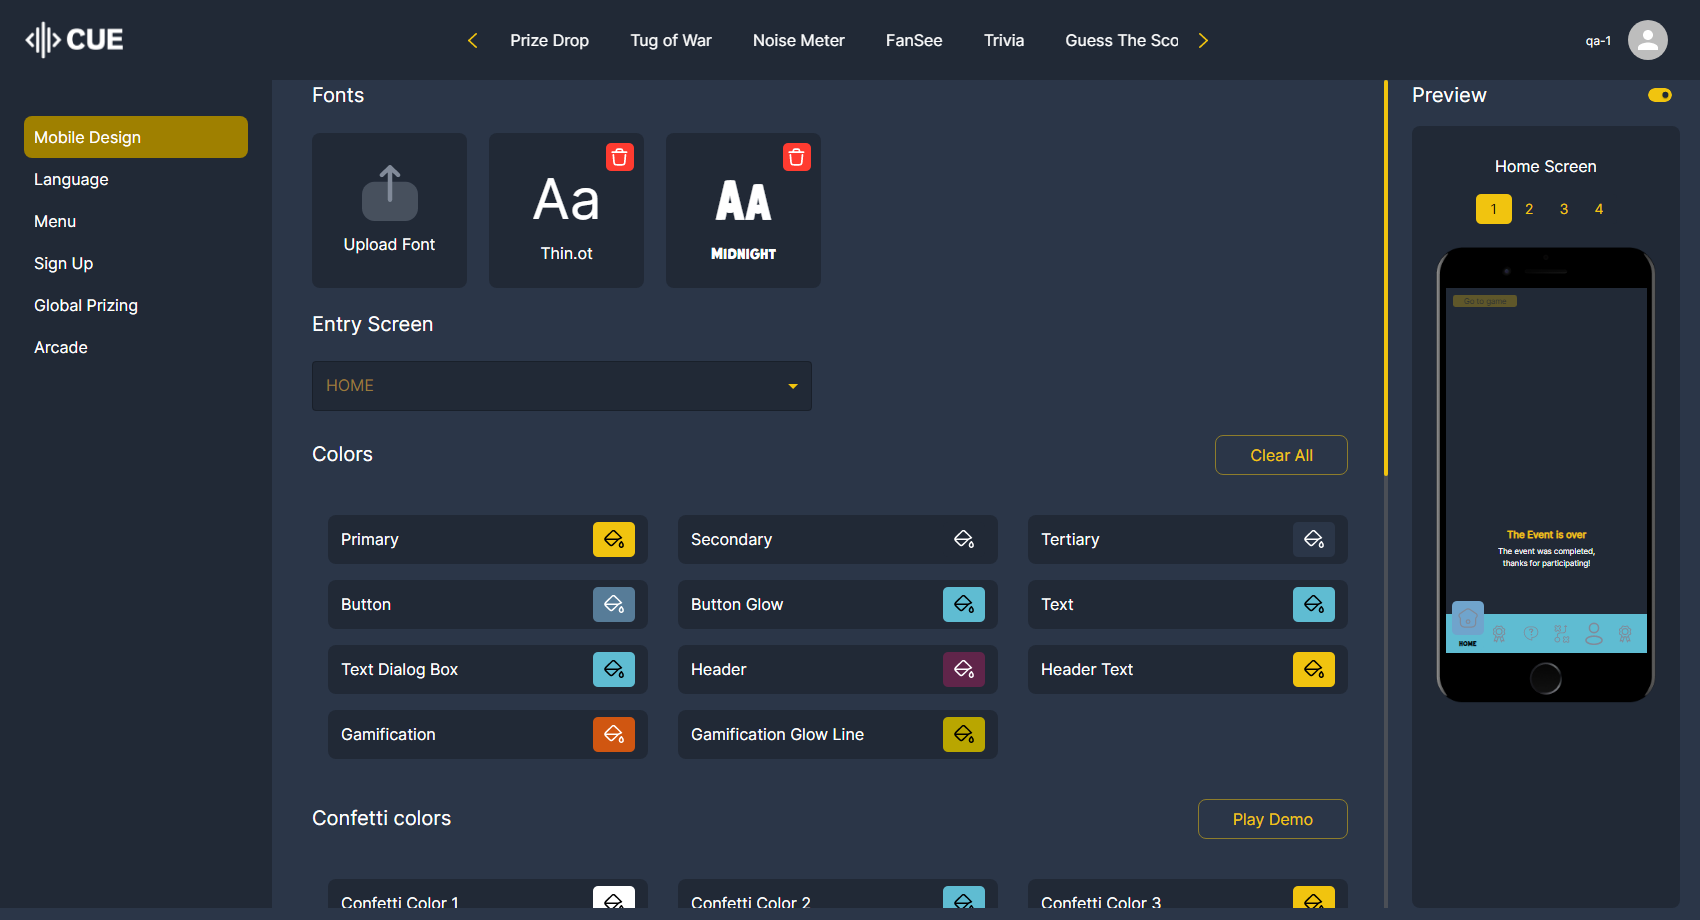 CUE
Prize Drop
Tug of War
Noise Meter
FanSee
Trivia
Guess The Sco
qa-1
Mobile Design
Language
Menu
Sign Up
Global Prizing
Arcade
Fonts
Upload Font
Aa
Thin.ot
AA
MIDNIGHT
Entry Screen
HOME
Colors
Clear All
Primary
Secondary
Tertiary
Button
Button Glow
Text
Text Dialog Box
Header
Header Text
Gamification
Gamification Glow Line
Confetti colors
Play Demo
Confetti Color 1
Confetti Color 2
Confetti Color 3
Preview
Home Screen
1 2 3 4
Go to game
The Event is over
The event was completed,
thanks for participating!
HOME